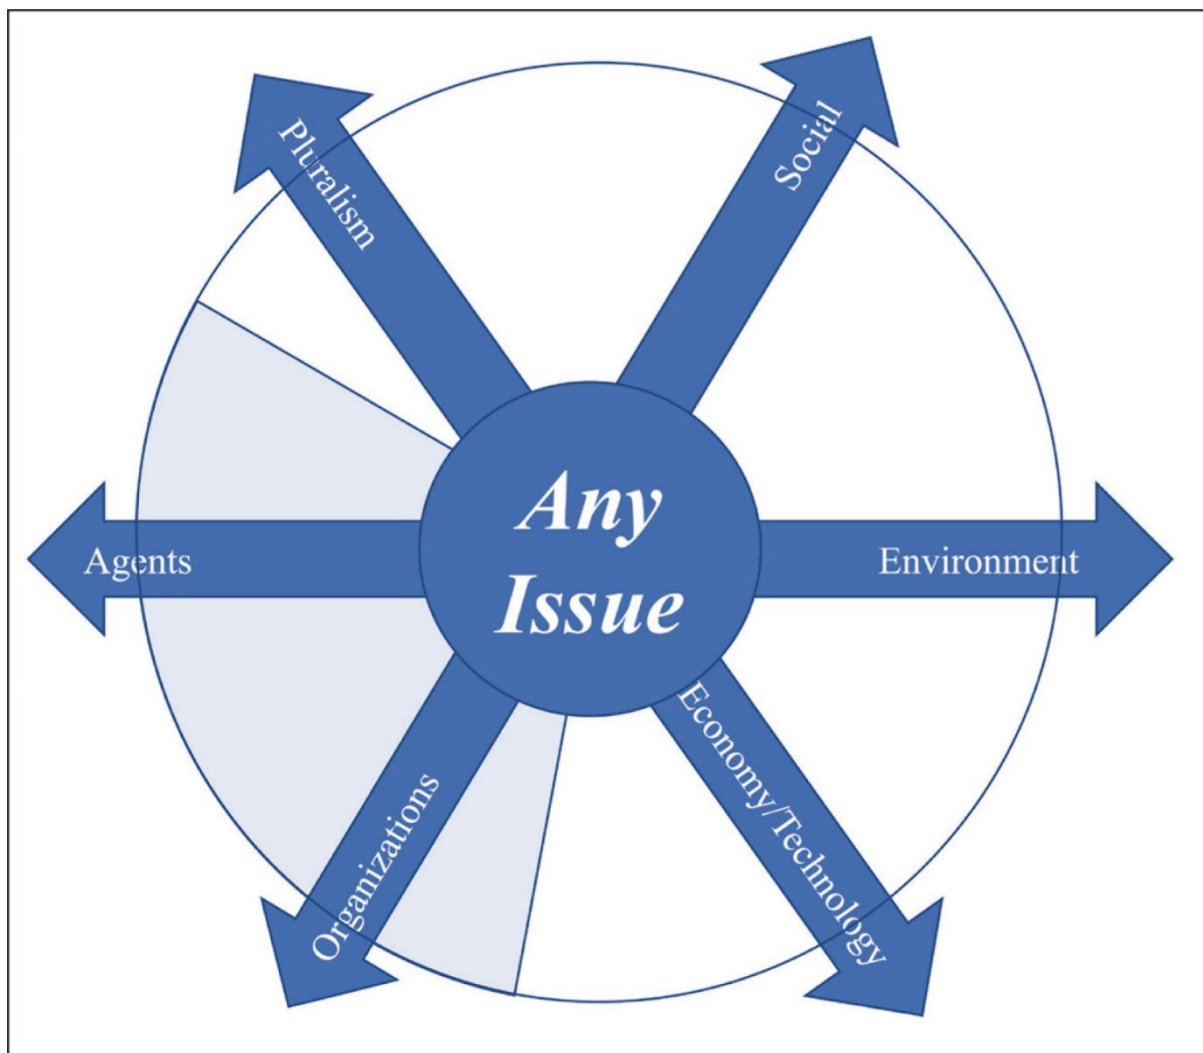 Pluralism
Social
Agents
Any
Issue
Environment
Organizations
Economy/Technology